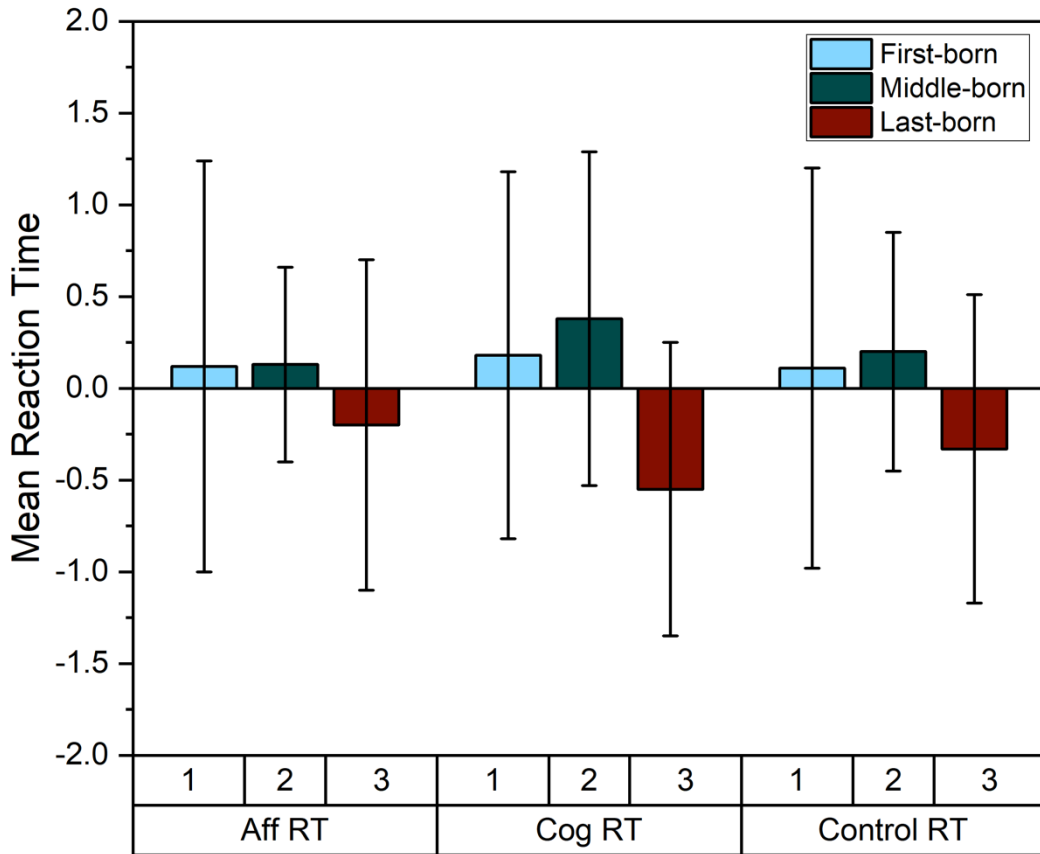 Mean Reaction Time
2.0
1.5
1.0
0.5
0.0
-0.5
-1.0
-1.5
-2.0
First-born
Middle-born
Last-born
1 2 3 1 2 3 1 2 3
Aff RT Cog RT Control RT